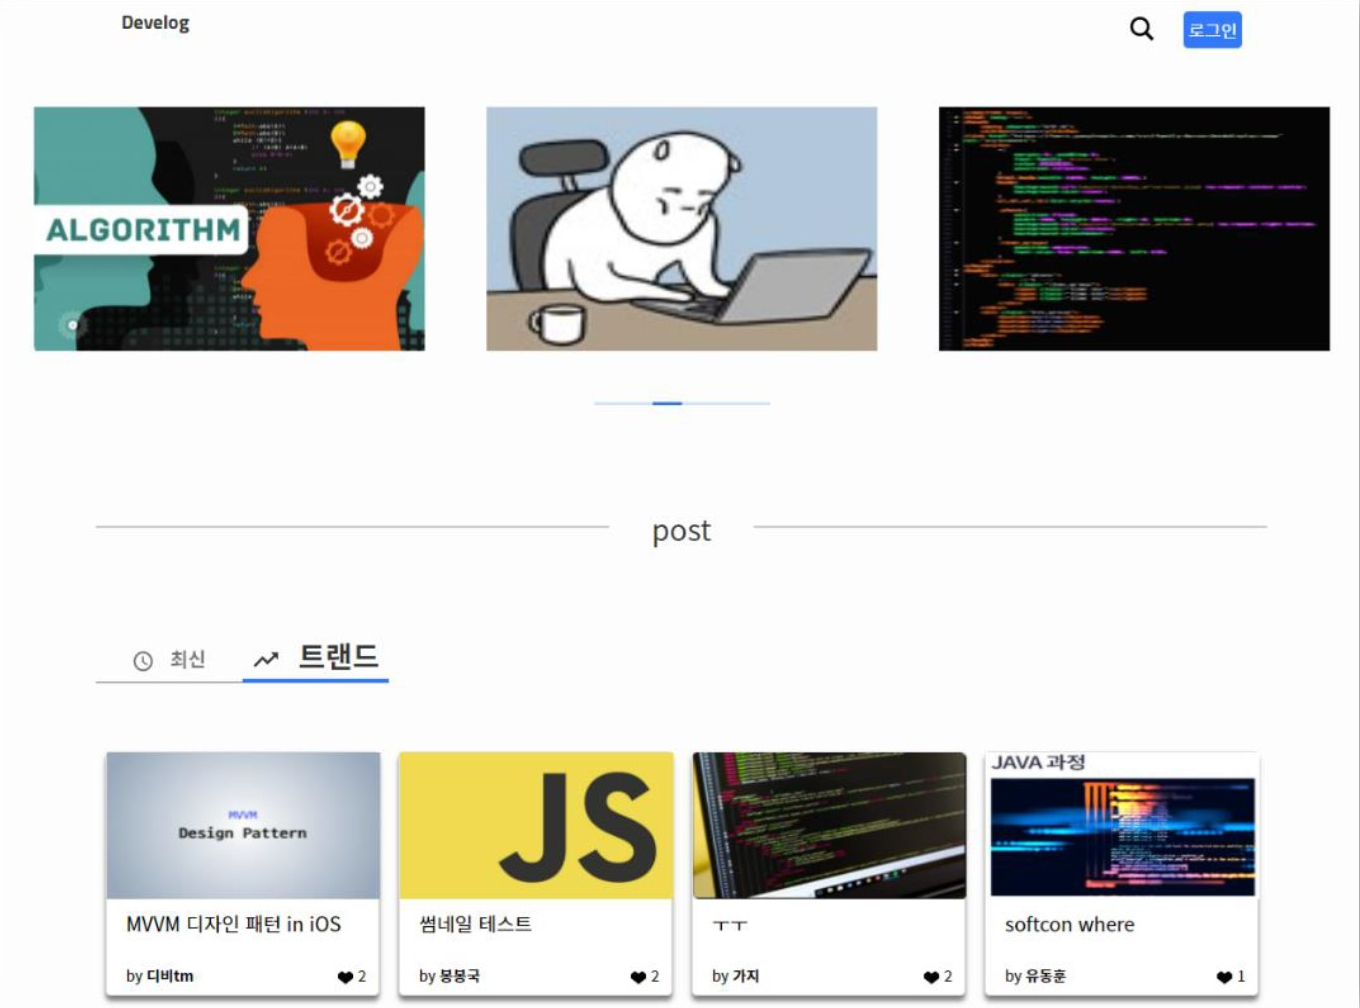 Develog
로그인
ALGORITHM
post
최신
트랜드
MVVM
Design Pattern
JS
JAVA 과정
MVVM 디자인 패턴 in iOS
썸네일 테스트
ㅜㅜ
softcon where
by 디비tm
2
by 봉봉국
2
by 가지
2
by 유동훈
1